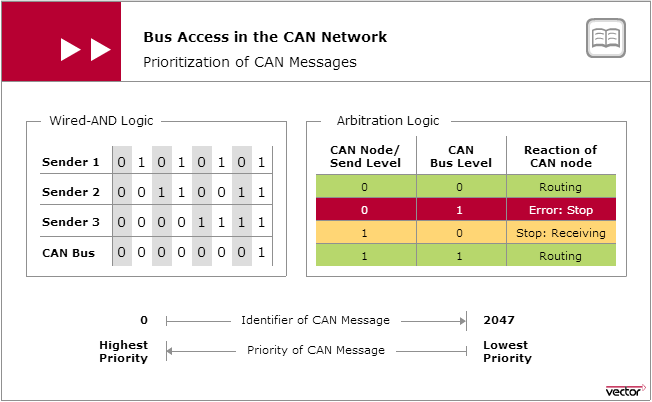 Bus Access in the CAN Network
Prioritization of CAN Messages
Wired-AND Logic
Sender 1 0 1 0 1 0 1 0 1
Sender 2 0 0 1 1 0 0 1 1
Sender 3 0 0 0 0 1 1 1 1
CAN Bus 0 0 0 0 0 0 0 1
Arbitration Logic
CAN Node/ CAN Reaction of
Send Level Bus Level CAN node
0 0 Routing
0 1 Error: Stop
1 0 Stop: Receiving
1 1 Routing
0 Identifier of CAN Message 2047
Highest Priority of CAN Message Lowest
Priority Priority
vector